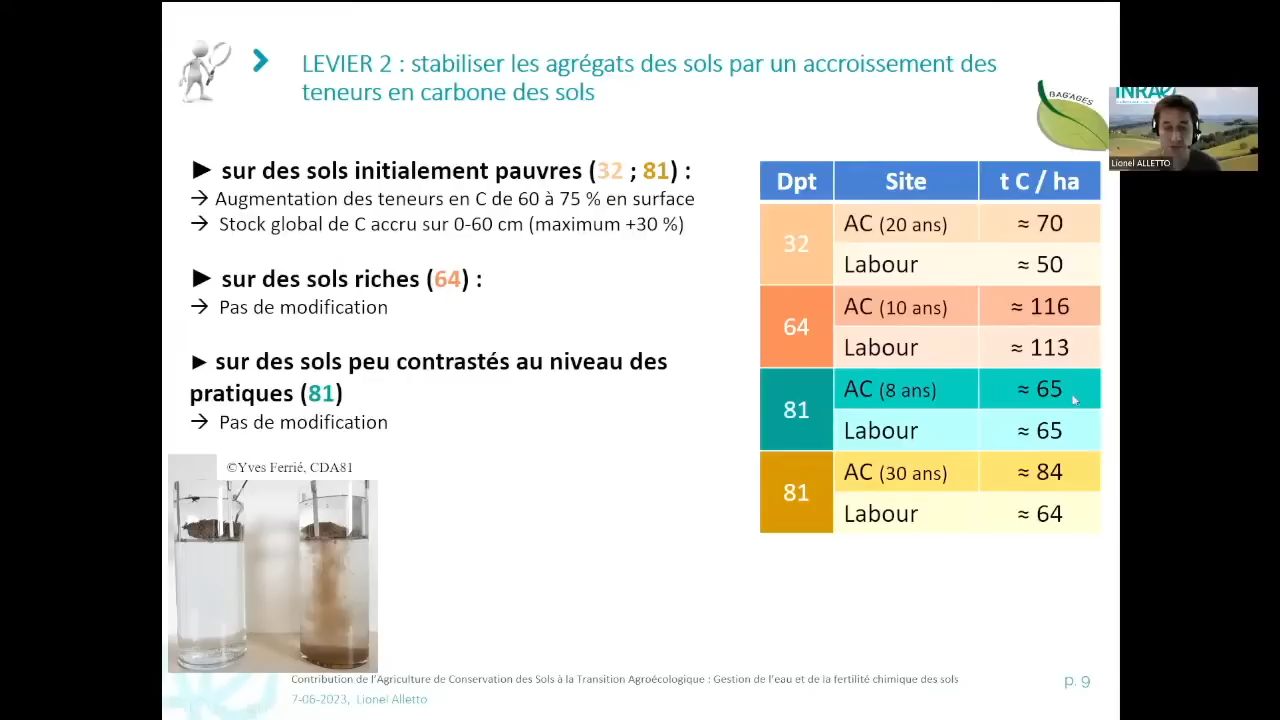 LEVIER 2 : stabiliser les agrégats des sols par un accroissement des
teneurs en carbone des sols
BAG'AGES
INRAE
Lionel ALLETTO
► sur des sols initialement pauvres (32 ; 81) :
→ Augmentation des teneurs en C de 60 à 75 % en surface
→ Stock global de C accru sur 0-60 cm (maximum +30 %)
► sur des sols riches (64) :
→ Pas de modification
► sur des sols peu contrastés au niveau des
pratiques (81)
→ Pas de modification
©Yves Ferrié, CDA81
Dpt Site t C / ha
32 AC (20 ans) ≈ 70
Labour ≈ 50
64 AC (10 ans) ≈ 116
Labour ≈ 113
81 AC (8 ans) ≈ 65
Labour ≈ 65
81 AC (30 ans) ≈ 84
Labour ≈ 64
Contribution de l'Agriculture de Conservation des Sols à la Transition Agroécologique : Gestion de l'eau et de la fertilité chimique des sols
7-06-2023, Lionel Alletto
p. 9